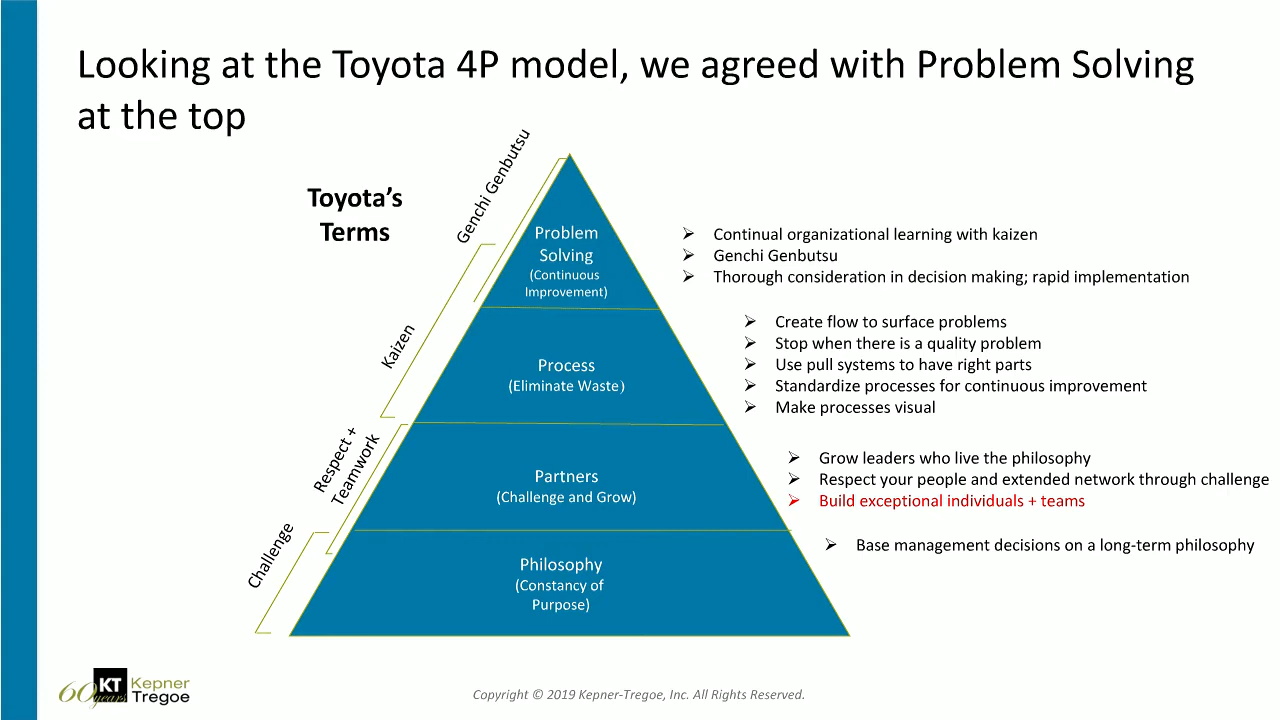 Looking at the Toyota 4P model, we agreed with Problem Solving
at the top
Toyota's
Terms
Genchi Genbutsu
Kaizen
Respect +
Teamwork
Challenge
Problem
Solving
(Continuous
Improvement)
Process
(Eliminate Waste)
Partners
(Challenge and Grow)
Philosophy
(Constancy of
Purpose)
➢ Continual organizational learning with kaizen
➢ Genchi Genbutsu
➢ Thorough consideration in decision making; rapid implementation
➢ Create flow to surface problems
➢ Stop when there is a quality problem
➢ Use pull systems to have right parts
➢ Standardize processes for continuous improvement
➢ Make processes visual
➢ Grow leaders who live the philosophy
➢ Respect your people and extended network through challenge
➢ Build exceptional individuals + teams
➢ Base management decisions on a long-term philosophy
60 years
KT
Kepner
Tregoe
Copyright © 2019 Kepner-Tregoe, Inc. All Rights Reserved.